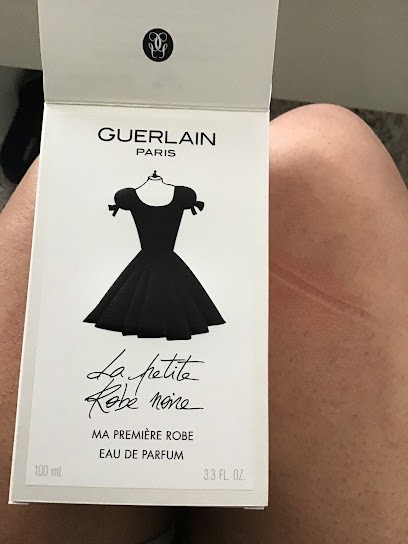 GUERLAIN
PARIS
La petite
Robe noire
MA PREMIÈRE ROBE
EAU DE PARFUM
100 mL 3.3 FL. OZ.